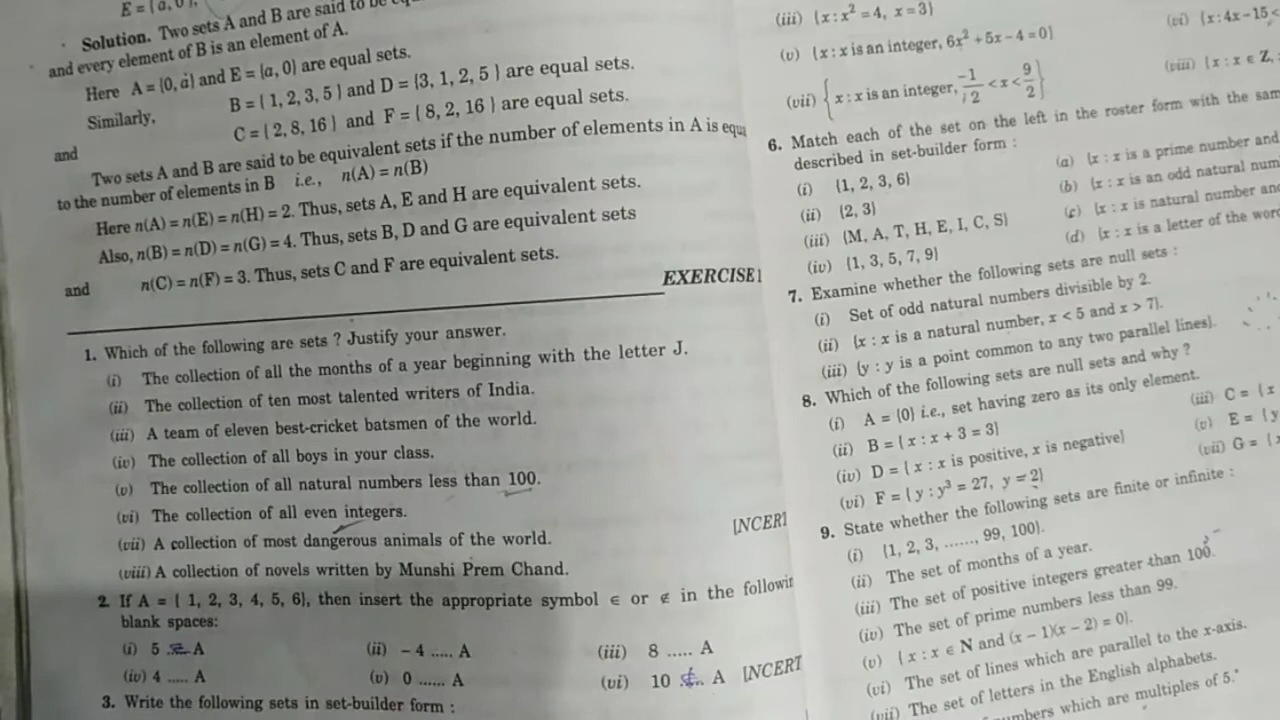 E = {a, 0},
Solution. Two sets A and B are said to be
and every element of B is an element of A.
Here A = {0, a} and E = {a, 0} are equal sets.
Similarly, B = { 1, 2, 3, 5 } and D = {3, 1, 2, 5 } are equal sets.
and C = { 2, 8, 16 } and F = { 8, 2, 16 } are equal sets.
Two sets A and B are said to be equivalent sets if the number of elements in A is
to the number of elements in B i.e., n(A) = n(B)
Here n(A) = n(E) = n(H) = 2. Thus, sets A, E and H are equivalent sets.
Also, n(B) = n(D) = n(G) = 4. Thus, sets B, D and G are equivalent sets
and n(C) = n(F) = 3. Thus, sets C and F are equivalent sets.
EXERCISE
1. Which of the following are sets ? Justify your answer.
(i) The collection of all the months of a year beginning with the letter J.
(ii) The collection of ten most talented writers of India.
(iii) A team of eleven best-cricket batsmen of the world.
(iv) The collection of all boys in your class.
(v) The collection of all natural numbers less than 100.
(vi) The collection of all even integers.
(vii) A collection of most dangerous animals of the world.
[NCERT
(viii) A collection of novels written by Munshi Prem Chand.
2. If A = { 1, 2, 3, 4, 5, 6}, then insert the appropriate symbol ∈ or ∉ in the
blank spaces:
(i) 5 ..... A (ii) – 4 ..... A (iii) 8 ..... A
(iv) 4 ..... A (v) 0 ...... A (vi) 10 ∉.. A [NCERT
3. Write the following sets in set-builder form :
(iii) {x : x² = 4, x = 3}
(v) {x : x is an integer, 6x² + 5x – 4 = 0}
(vi) {x : 4x – 15 <
(vii) {x : x is an integer, –1/2 < x < 9/2}
(viii) {x : x ∈ Z,
6. Match each of the set on the left in the roster form with the
described in set-builder form :
(i) {1, 2, 3, 6} (a) {x : x is a prime number and
(ii) {2, 3} (b) {x : x is an odd natural
(iii) {M, A, T, H, E, I, C, S} (c) {x : x is natural number
(iv) {1, 3, 5, 7, 9} (d) {x : x is a letter of the
7. Examine whether the following sets are null sets :
(i) Set of odd natural numbers divisible by 2.
(ii) {x : x is a natural number, x < 5 and x > 7}.
(iii) {y : y is a point common to any two parallel lines}.
8. Which of the following sets are null sets and why ?
(i) A = {0} i.e., set having zero as its only element.
(ii) B = { x : x + 3 = 3} (iii) C = { x
(iv) D = { x : x is positive, x is negative} (v) E = { y
(vi) F = { y : y³ = 27, y = 2} (vii) G = {
9. State whether the following sets are finite or infinite :
(i) {1, 2, 3, ......, 99, 100}.
(ii) The set of months of a year.
(iii) The set of positive integers greater than 100.
(iv) The set of prime numbers less than 99.
(v) { x : x ∈ N and (x – 1)(x – 2) = 0}.
(vi) The set of lines which are parallel to the x-axis.
(vii) The set of letters in the English alphabets.
which are multiples of 5.